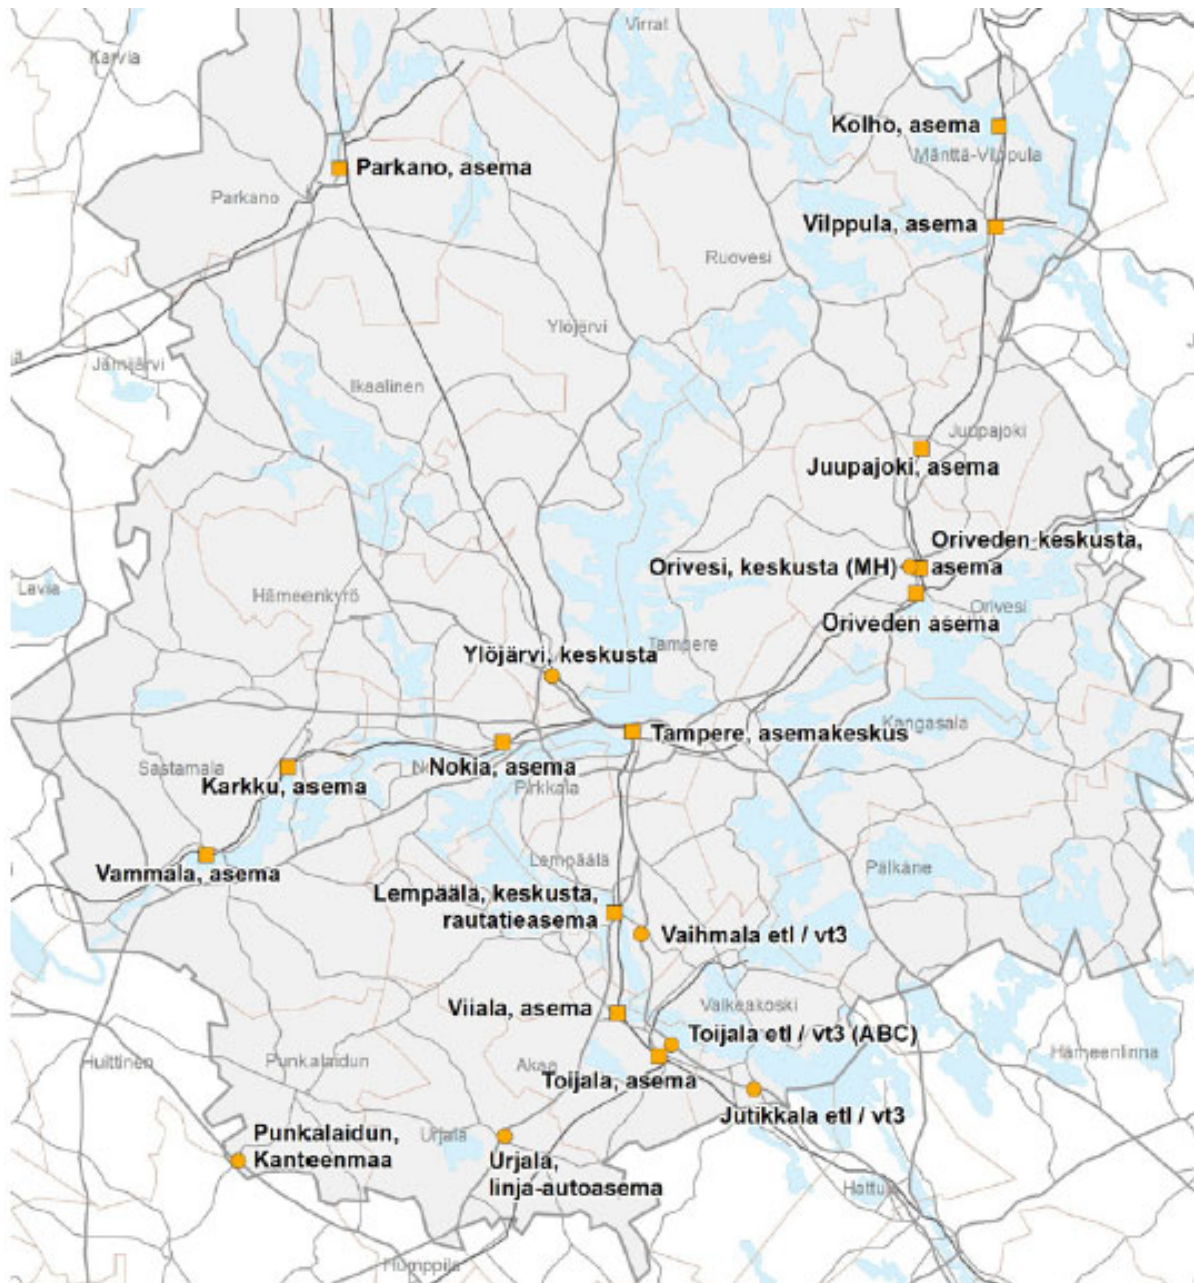 Virrat
Karvia
Kolho, asema
Mänttä-Vilppula
Parkano, asema
Parkano
Vilppula, asema
Ruovesi
Ylöjärvi
Jämijärvi
Ikaalinen
Juupajoki
Juupajoki, asema
Oriveden keskusta,
asema
Orivesi, keskusta (MH)
Lavia
Hämeenkyrö
Orivesi
Oriveden asema
Tampere
Ylöjärvi, keskusta
Kangasala
Tampere, asemakeskus
Sastamala
Nokia, asema
Karkku, asema
Pirkkala
Lempäälä
Pälkäne
Vammala, asema
Lempäälä, keskusta,
rautatieasema
Vaihmala etl / vt3
Valkeakoski
Viiala, asema
Toijala etl / vt3 (ABC)
Huittinen
Punkalaidun
Akaa
Hämeenlinna
Toijala, asema
Jutikkala etl / vt3
Punkalaidun,
Kanteenmaa
Urjala
Urjala,
linja-autoasema
Hattula
Humppila